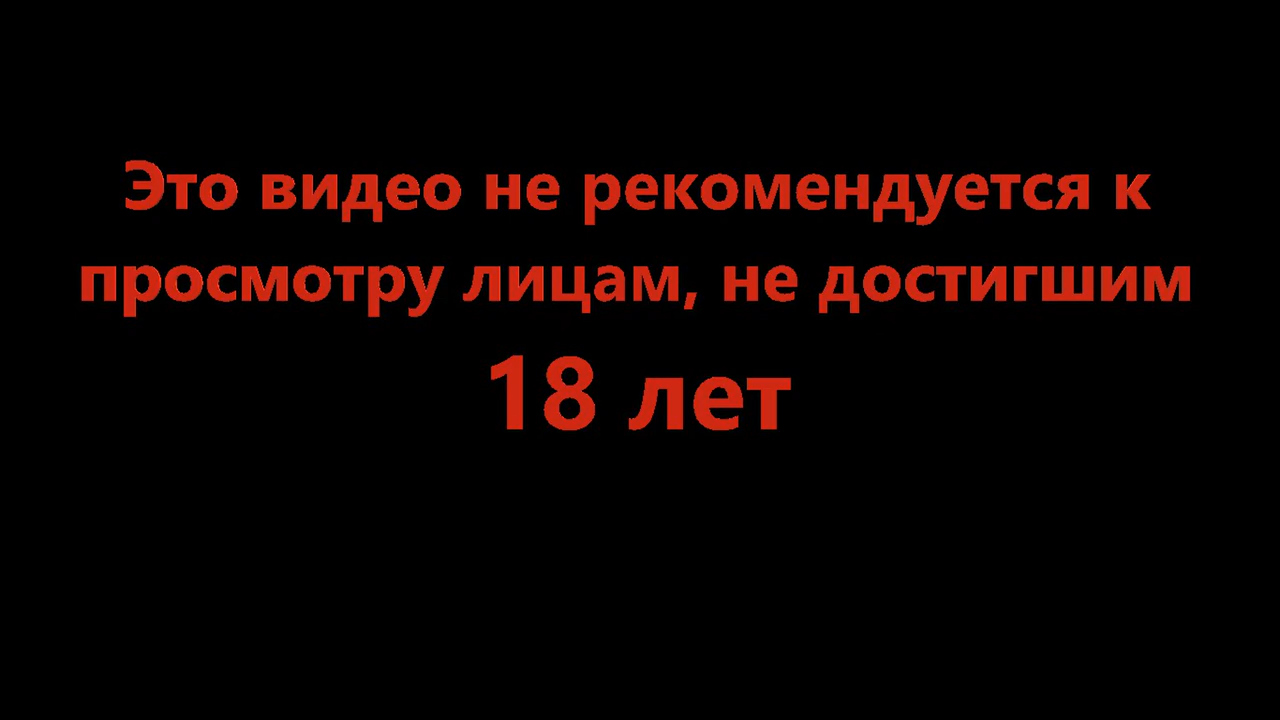 Это видео не рекомендуется к
просмотру лицам, не достигшим
18 лет